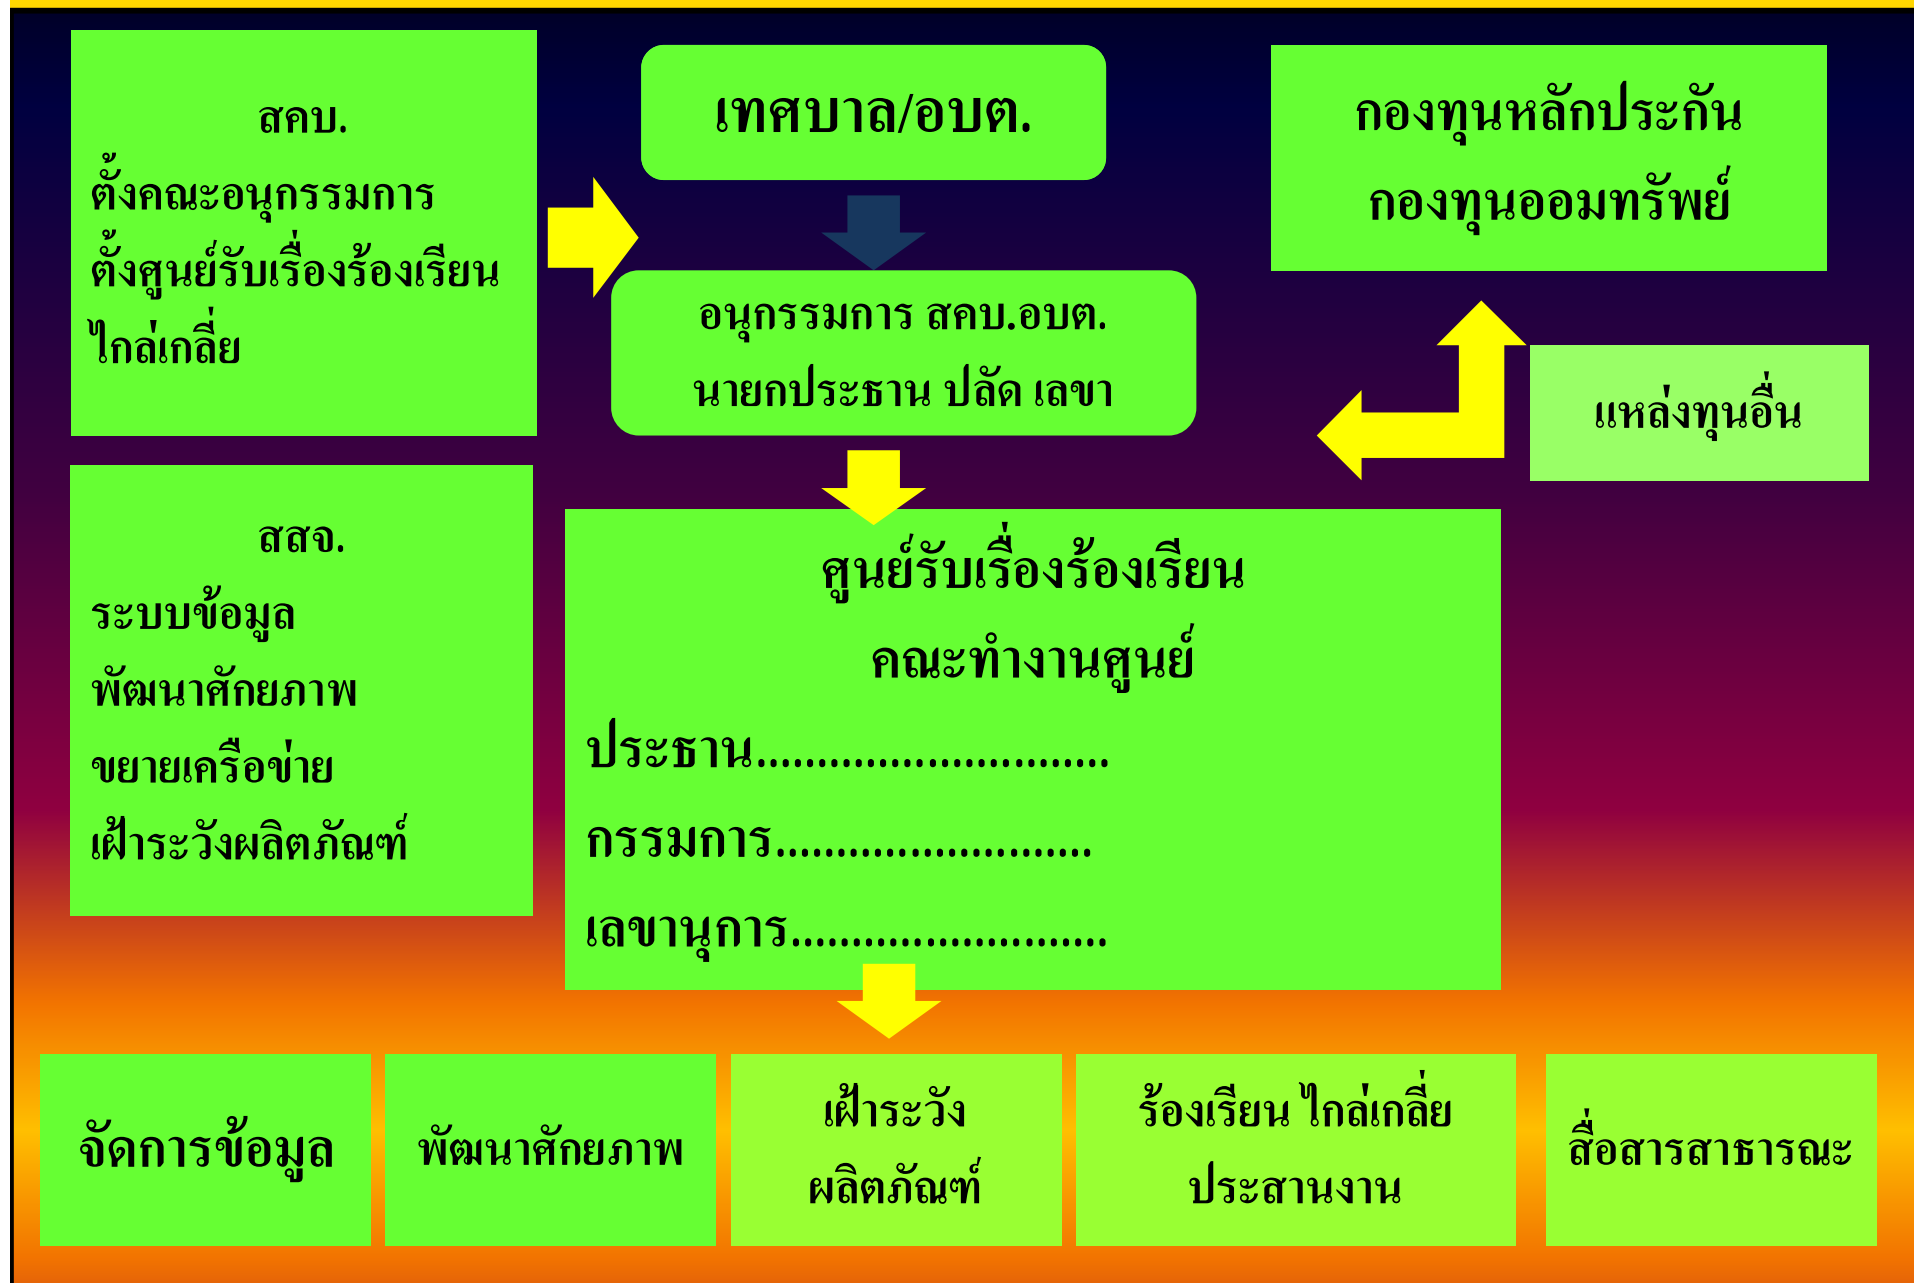 สคบ.
ตั้งคณะอนุกรรมการ
ตั้งศูนย์รับเรื่องร้องเรียน
ไกล่เกลี่ย
เทศบาล/อบต.
กองทุนหลักประกัน
กองทุนออมทรัพย์
อนุกรรมการ สคบ.อบต.
นายกประธาน ปลัด เลขา
แหล่งทุนอื่น
สสจ.
ระบบข้อมูล
พัฒนาศักยภาพ
ขยายเครือข่าย
เฝ้าระวังผลิตภัณฑ์
ศูนย์รับเรื่องร้องเรียน
คณะทำงานศูนย์
ประธาน.............................
กรรมการ..........................
เลขานุการ..........................
จัดการข้อมูล
พัฒนาศักยภาพ
เฝ้าระวัง
ผลิตภัณฑ์
ร้องเรียน ไกล่เกลี่ย
ประสานงาน
สื่อสารสาธารณะ